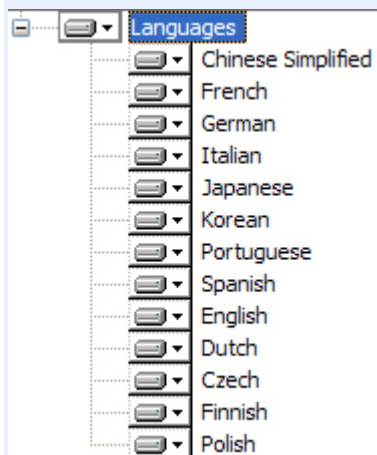 Languages
Chinese Simplified
French
German
Italian
Japanese
Korean
Portuguese
Spanish
English
Dutch
Czech
Finnish
Polish